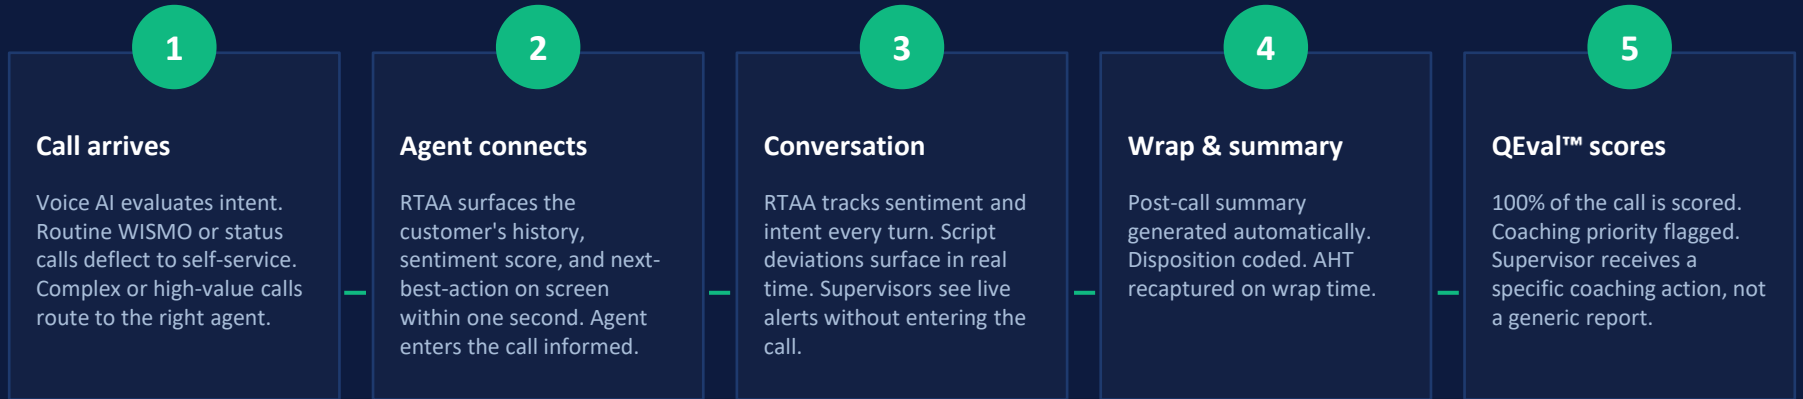 1
Call arrives
Voice AI evaluates intent.
Routine WISMO or status
calls deflect to self-service.
Complex or high-value calls
route to the right agent.
2
Agent connects
RTAA surfaces the
customer's history,
sentiment score, and next-
best-action on screen
within one second. Agent
enters the call informed.
3
Conversation
RTAA tracks sentiment and
intent every turn. Script
deviations surface in real
time. Supervisors see live
alerts without entering the
call.
4
Wrap & summary
Post-call summary
generated automatically.
Disposition coded. AHT
recaptured on wrap time.
5
QEval™ scores
100% of the call is scored.
Coaching priority flagged.
Supervisor receives a
specific coaching action, not
a generic report.